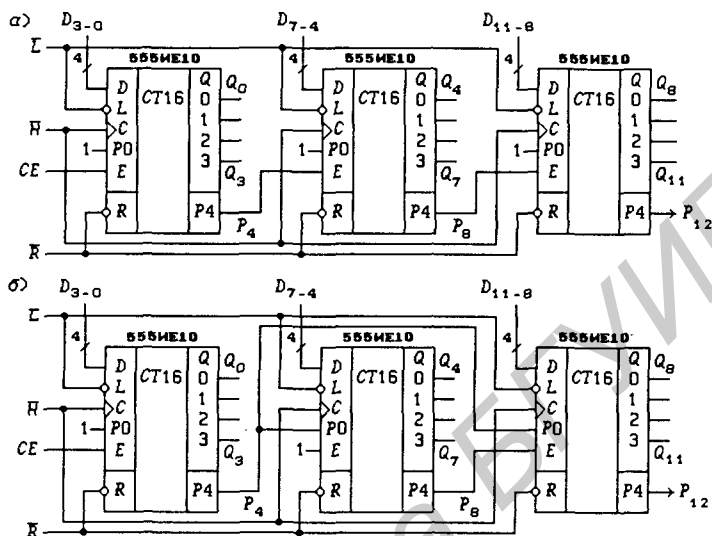 а) D3-0 D7-4 D11-8
L̅ 4 555ИЕ10 4 555ИЕ10 4 555ИЕ10
D CT16 Q Q0 D CT16 Q Q4 D CT16 Q Q8
L 0 L 0 L 0
H̅ C 1 C 1 C 1
1 P0 2 1 P0 2 1 P0 2
CE E 3 Q3 E 3 Q7 E 3 Q11
R P4 R P4 R P4 P12
R̅ P4 P8
б) D3-0 D7-4 D11-8
L̅ 4 555ИЕ10 4 555ИЕ10 4 555ИЕ10
D CT16 Q Q0 D CT16 Q Q4 D CT16 Q Q8
L 0 L 0 L 0
H̅ C 1 C 1 C 1
1 P0 2 P0 2 P0 2
CE E 3 Q3 1 E 3 Q7 E 3 Q11
R P4 R P4 R P4 P12
R̅ P4 P8